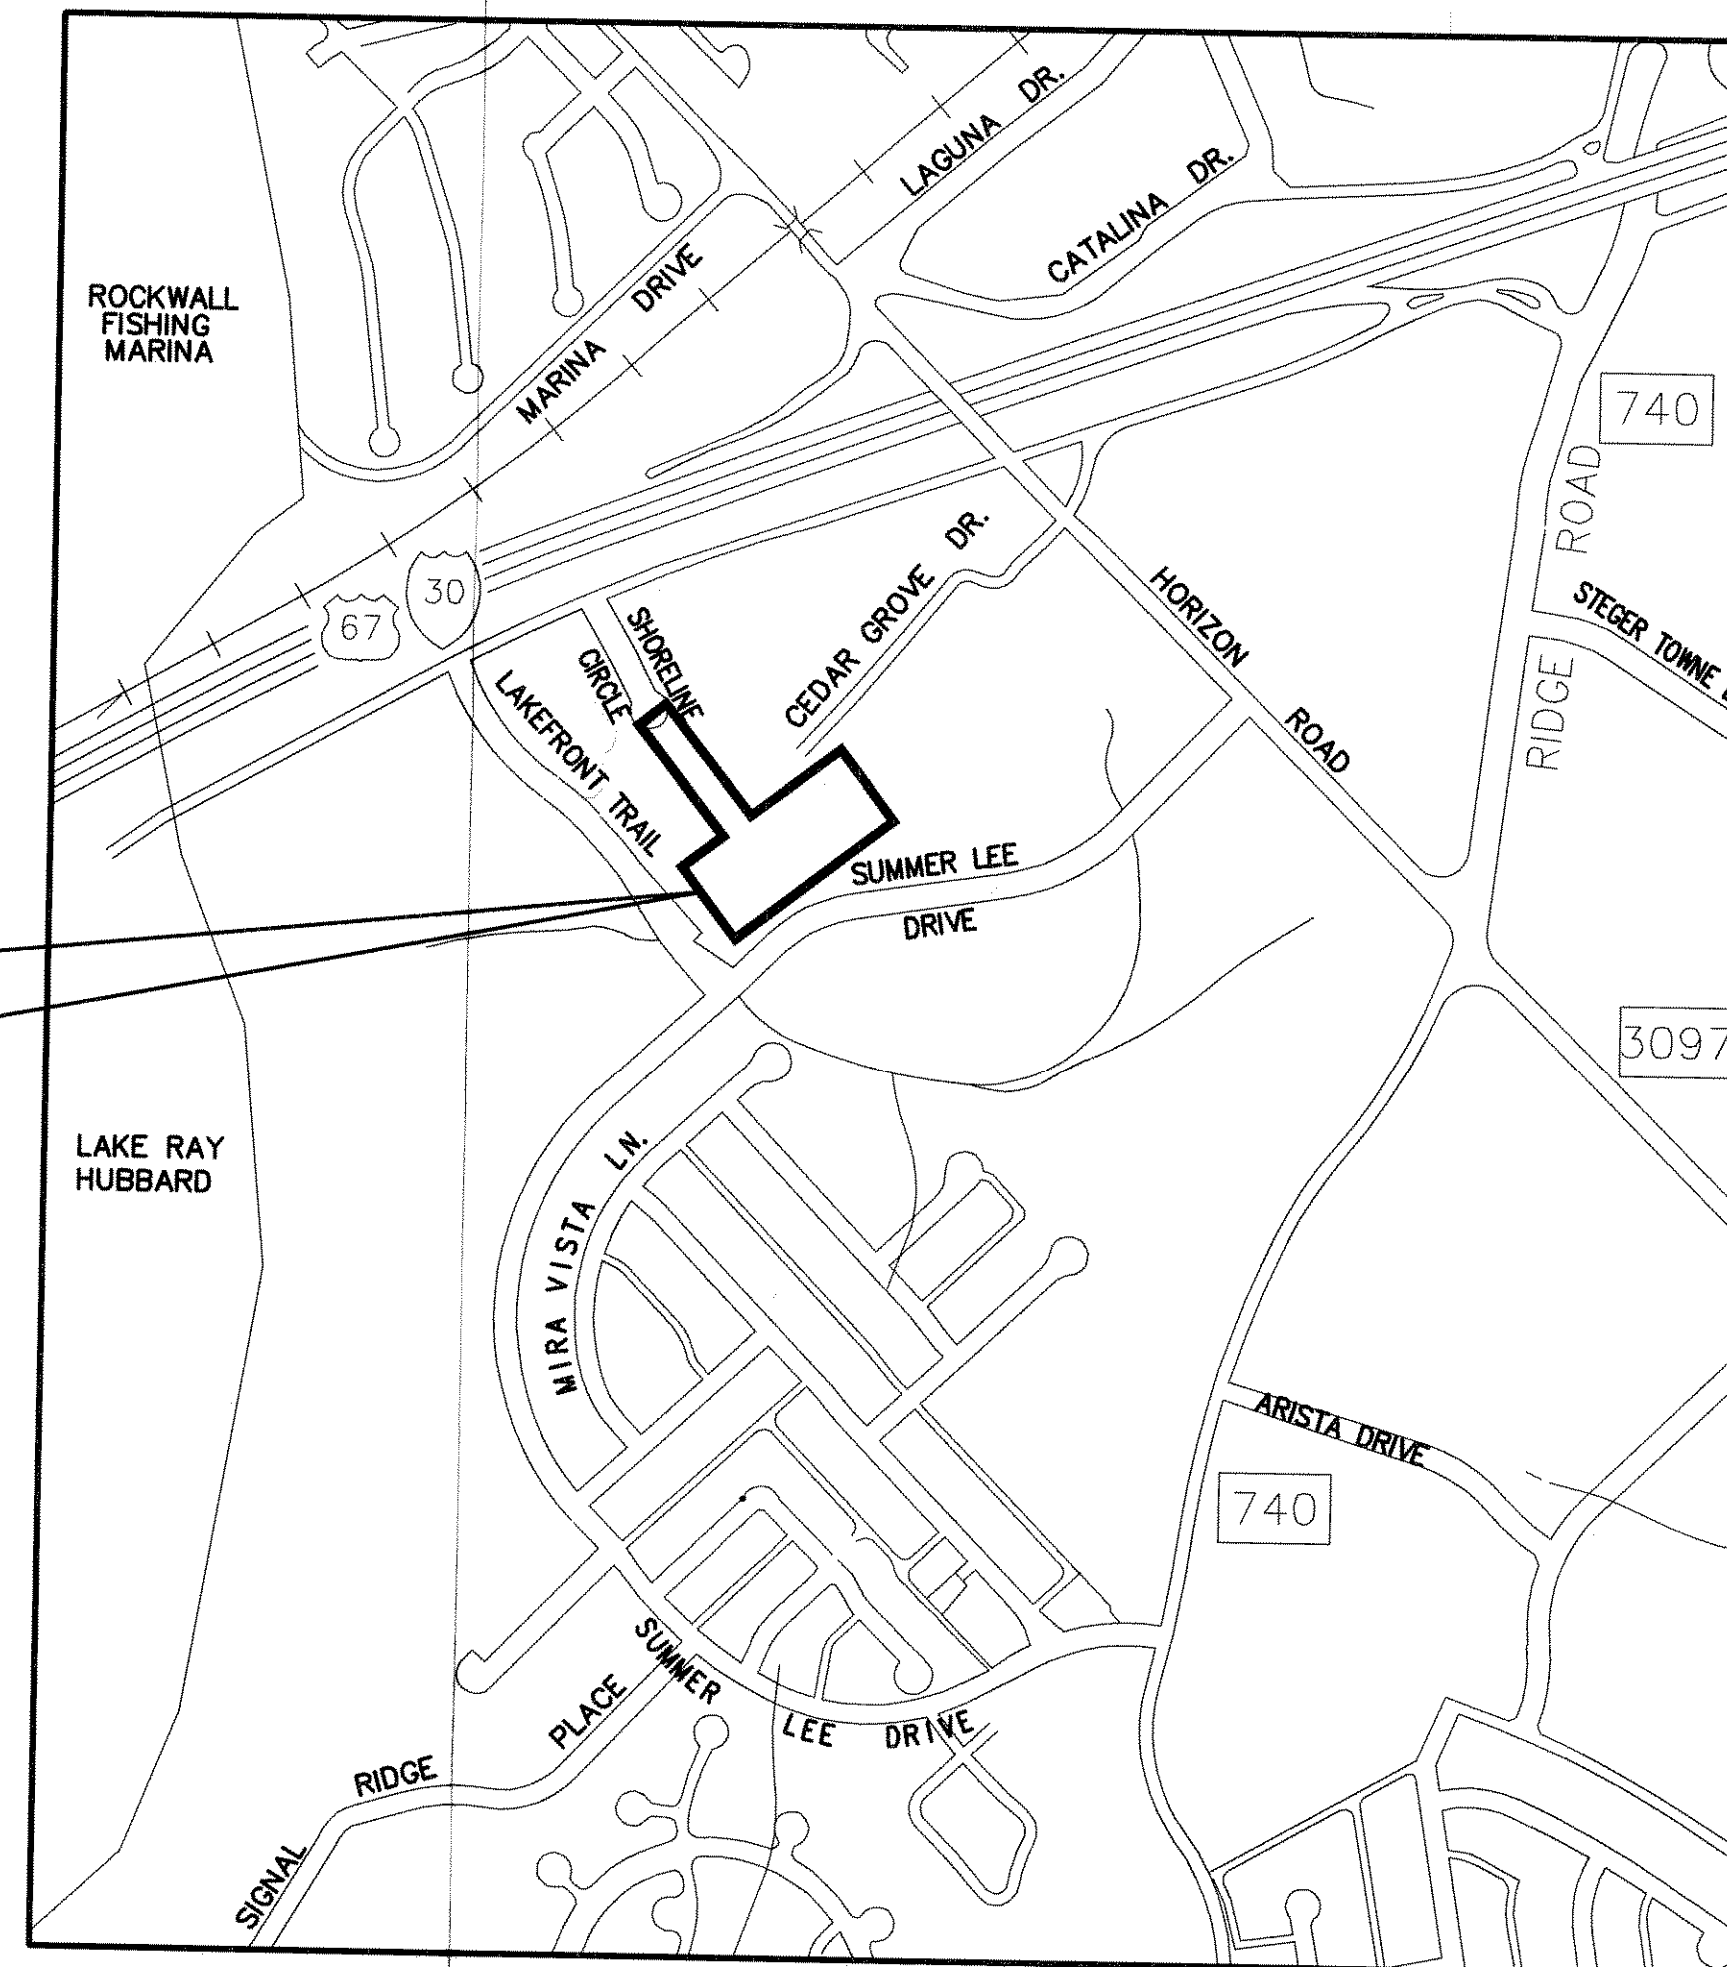 LAGUNA DR.
CATALINA DR.
ROCKWALL
FISHING
MARINA
MARINA DRIVE
740
ROAD
RIDGE
30
67
SHORELINE
CIRCLE
CEDAR GROVE DR.
HORIZON ROAD
STEGER TOWNE
LAKEFRONT TRAIL
SUMMER LEE
DRIVE
3097
LAKE RAY
HUBBARD
MIRA VISTA LN.
ARISTA DRIVE
740
SUMMER LEE DRIVE
SIGNAL RIDGE PLACE